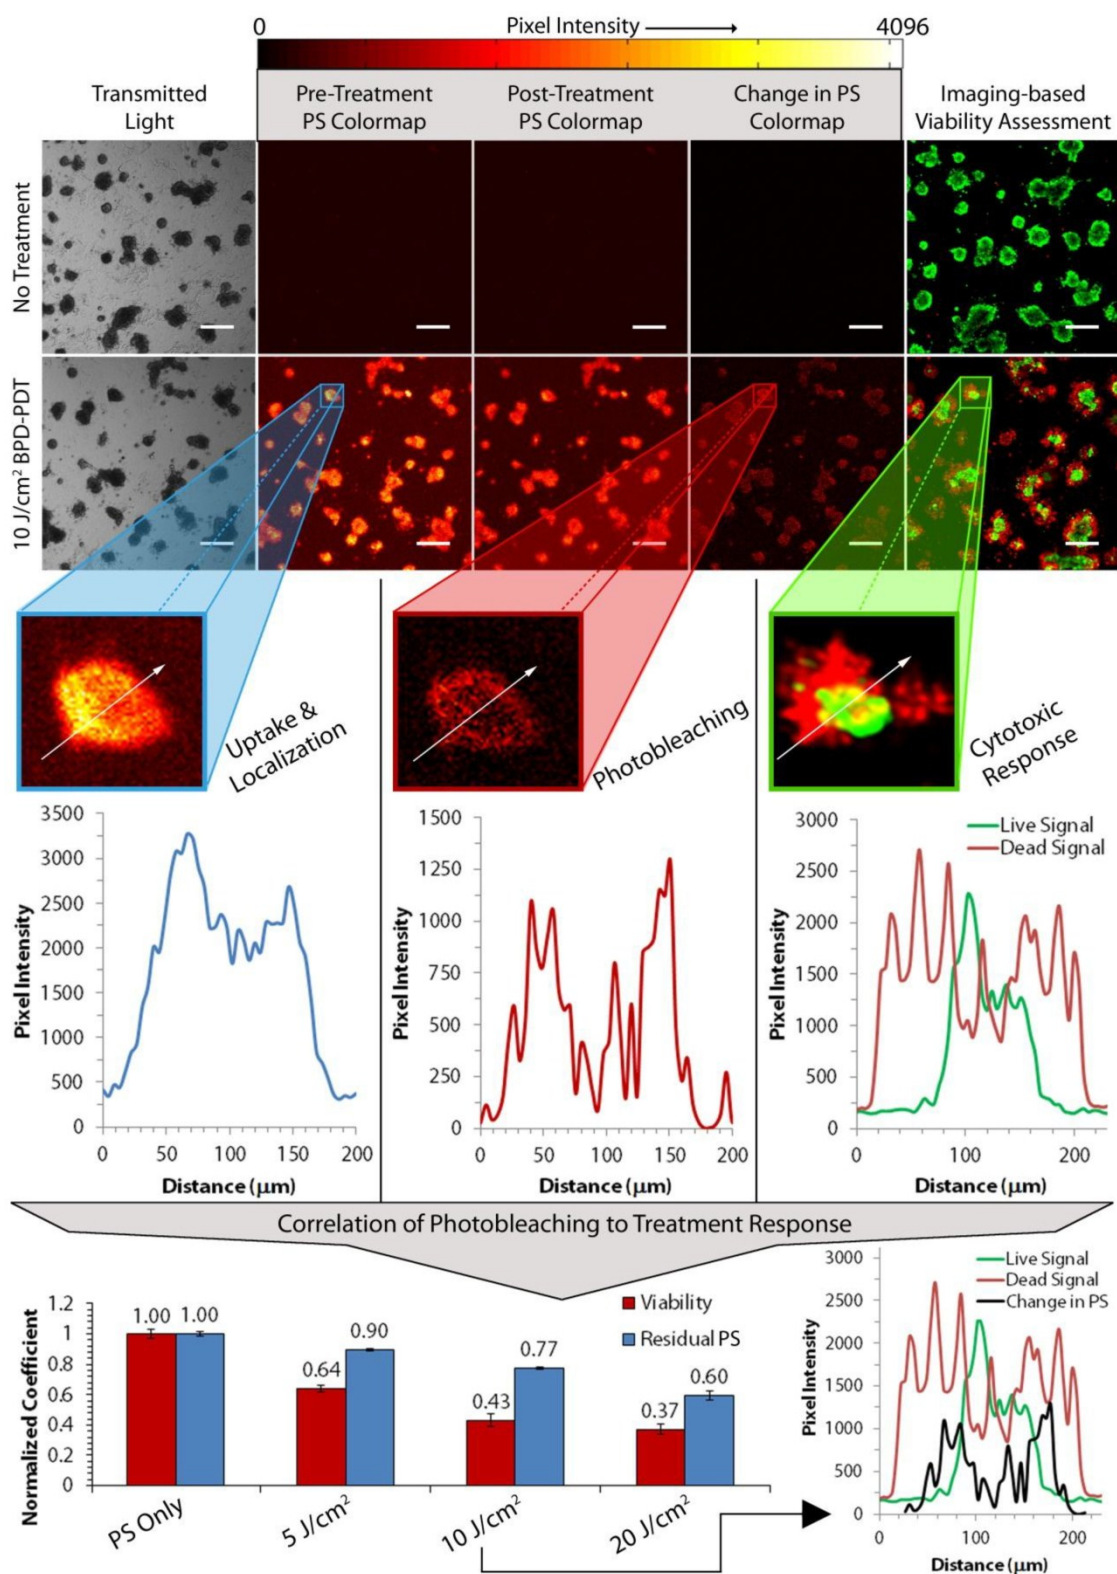 0 Pixel Intensity 4096
Transmitted Light
Pre-Treatment PS Colormap
Post-Treatment PS Colormap
Change in PS Colormap
Imaging-based Viability Assessment
No Treatment
10 J/cm² BPD-PDT
Uptake & Localization
Photobleaching
Cytotoxic Response
Pixel Intensity
3500
3000
2500
2000
1500
1000
500
0
0 50 100 150 200
Distance (μm)
Pixel Intensity
1500
1250
1000
750
500
250
0
0 50 100 150 200
Distance (μm)
Live Signal
Dead Signal
Pixel Intensity
3000
2500
2000
1500
1000
500
0
0 100 200
Distance (μm)
Correlation of Photobleaching to Treatment Response
Normalized Coefficient
1.2
1
0.8
0.6
0.4
0.2
0
Viability
Residual PS
1.00 1.00
0.64 0.90
0.43 0.77
0.37 0.60
PS Only
5 J/cm²
10 J/cm²
20 J/cm²
Live Signal
Dead Signal
Change in PS
Pixel Intensity
3000
2500
2000
1500
1000
500
0
0 100 200
Distance (μm)